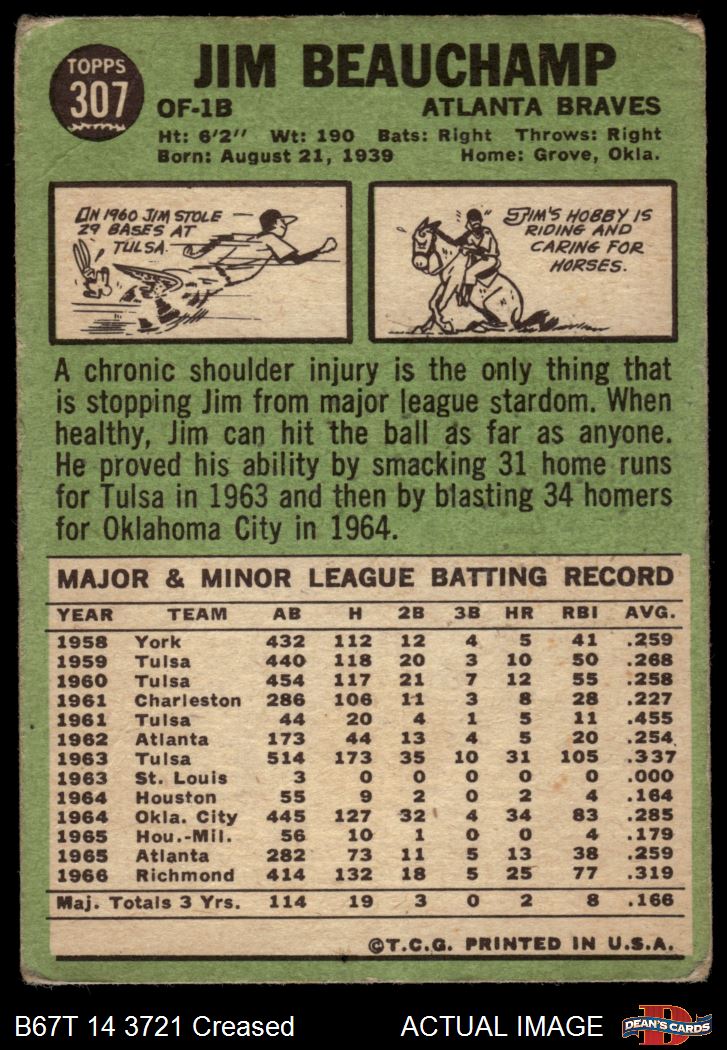 TOPPS
307
JIM BEAUCHAMP
OF-1B ATLANTA BRAVES
Ht: 6'2" Wt: 190 Bats: Right Throws: Right
Born: August 21, 1939 Home: Grove, Okla.
IN 1960 JIM STOLE
29 BASES AT
TULSA.
JIM'S HOBBY IS
RIDING AND
CARING FOR
HORSES.
A chronic shoulder injury is the only thing that
is stopping Jim from major league stardom. When
healthy, Jim can hit the ball as far as anyone.
He proved his ability by smacking 31 home runs
for Tulsa in 1963 and then by blasting 34 homers
for Oklahoma City in 1964.
MAJOR & MINOR LEAGUE BATTING RECORD
YEAR TEAM AB H 2B 3B HR RBI AVG.
1958 York 432 112 12 4 5 41 .259
1959 Tulsa 440 118 20 3 10 50 .268
1960 Tulsa 454 117 21 7 12 55 .258
1961 Charleston 286 106 11 3 8 28 .227
1961 Tulsa 44 20 4 1 5 11 .455
1962 Atlanta 173 44 13 4 5 20 .254
1963 Tulsa 514 173 35 10 31 105 .337
1963 St. Louis 3 0 0 0 0 0 .000
1964 Houston 55 9 2 0 2 4 .164
1964 Okla. City 445 127 32 4 34 83 .285
1965 Hou.-Mil. 56 10 1 0 0 4 .179
1965 Atlanta 282 73 11 5 13 38 .259
1966 Richmond 414 132 18 5 25 77 .319
Maj. Totals 3 Yrs. 114 19 3 0 2 8 .166
©T.C.G. PRINTED IN U.S.A.
B67T 14 3721 Creased ACTUAL IMAGE
D
DEAN'S CARDS